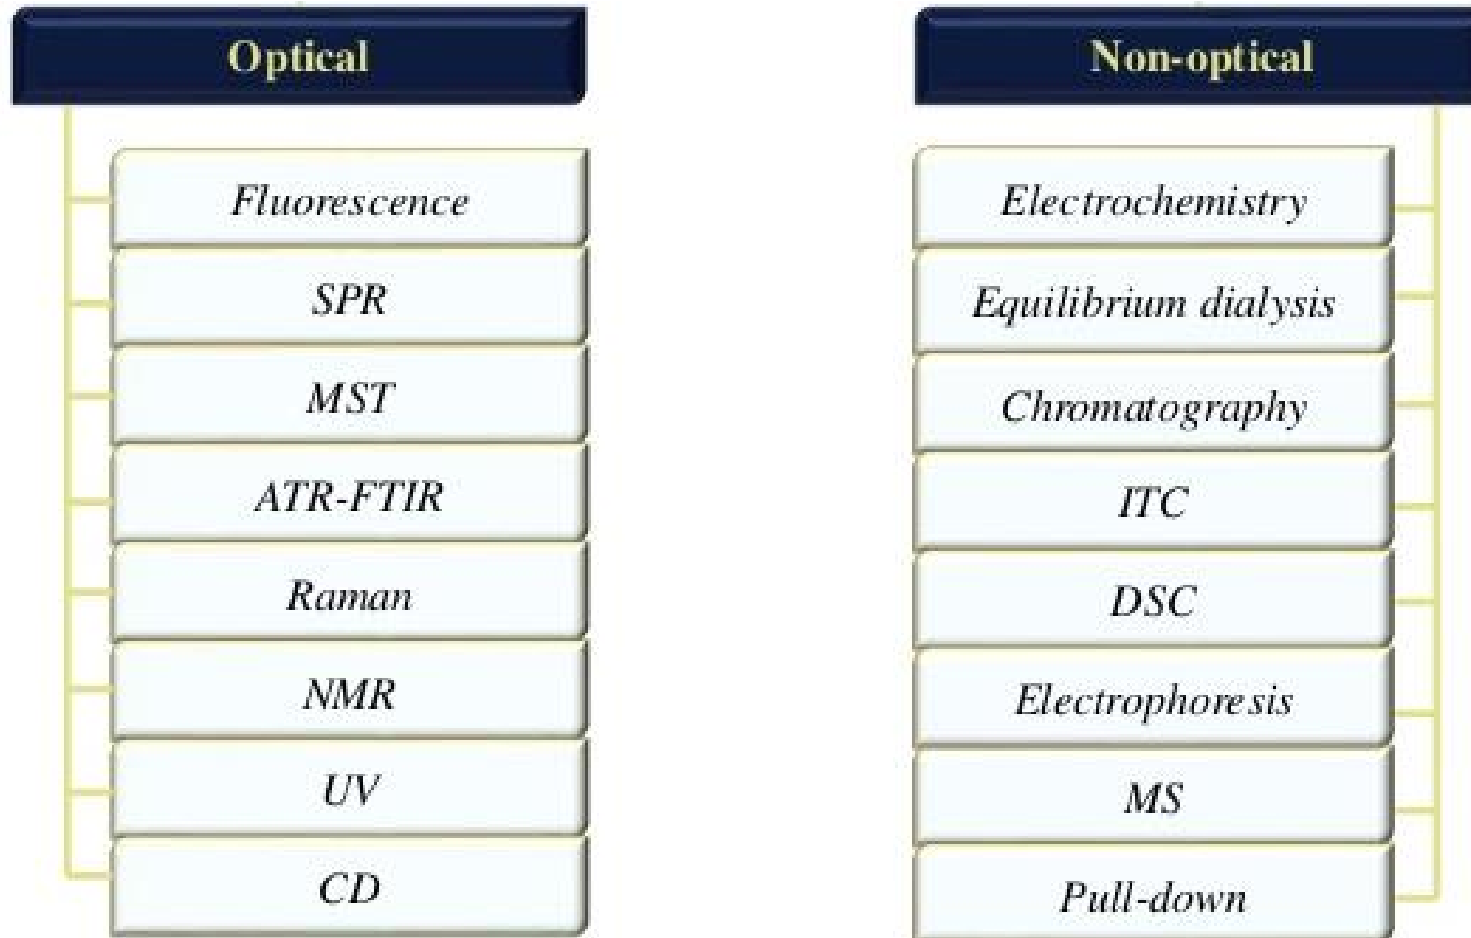 Optical
Fluorescence
SPR
MST
ATR-FTIR
Raman
NMR
UV
CD
Non-optical
Electrochemistry
Equilibrium dialysis
Chromatography
ITC
DSC
Electrophoresis
MS
Pull-down